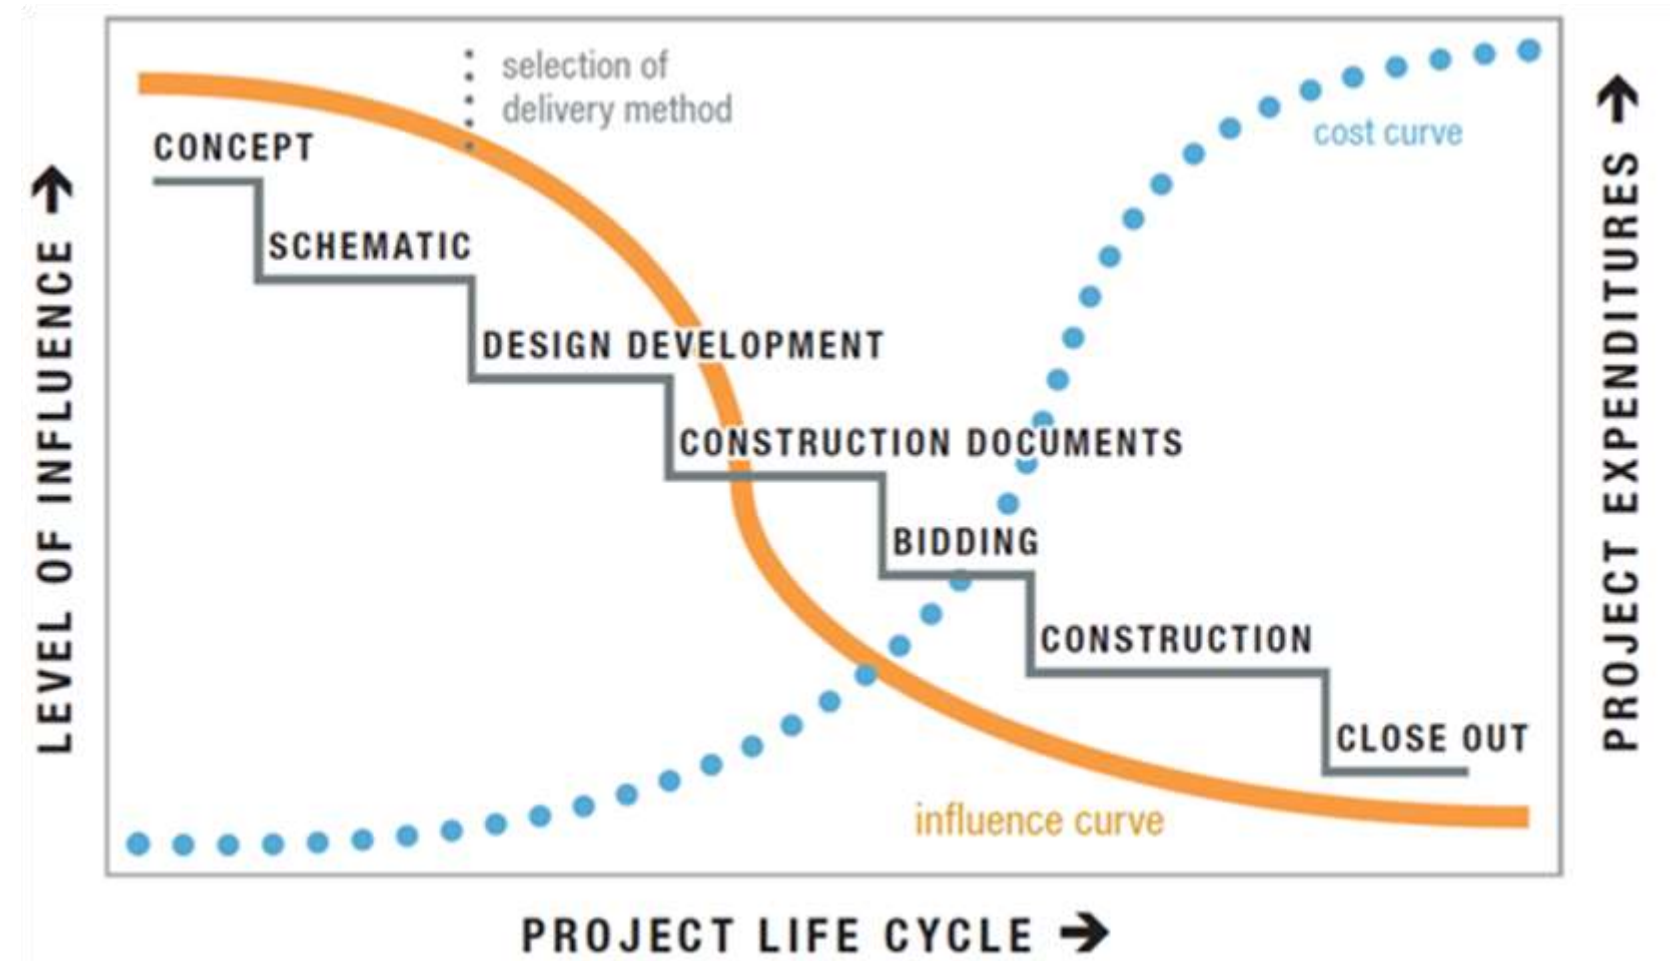 selection of
delivery method
cost curve
CONCEPT
SCHEMATIC
DESIGN DEVELOPMENT
CONSTRUCTION DOCUMENTS
BIDDING
CONSTRUCTION
CLOSE OUT
influence curve
LEVEL OF INFLUENCE →
PROJECT EXPENDITURES →
PROJECT LIFE CYCLE →